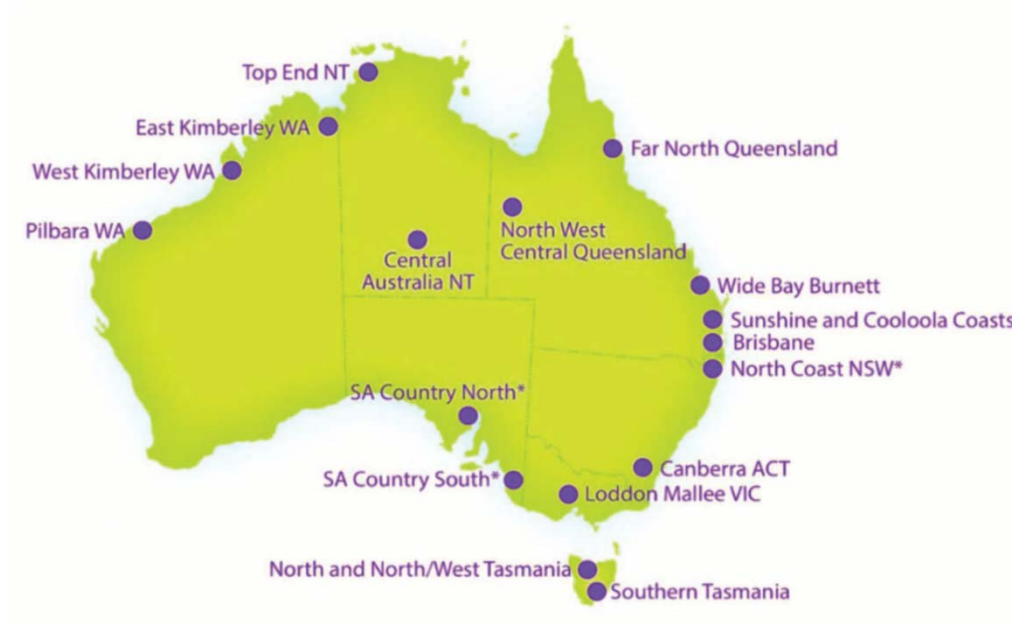 Top End NT
East Kimberley WA
Far North Queensland
West Kimberley WA
North West
Central Queensland
Pilbara WA
Central
Australia NT
Wide Bay Burnett
Sunshine and Cooloola Coasts
Brisbane
North Coast NSW*
SA Country North*
Canberra ACT
SA Country South*
Loddon Mallee VIC
North and North/West Tasmania
Southern Tasmania